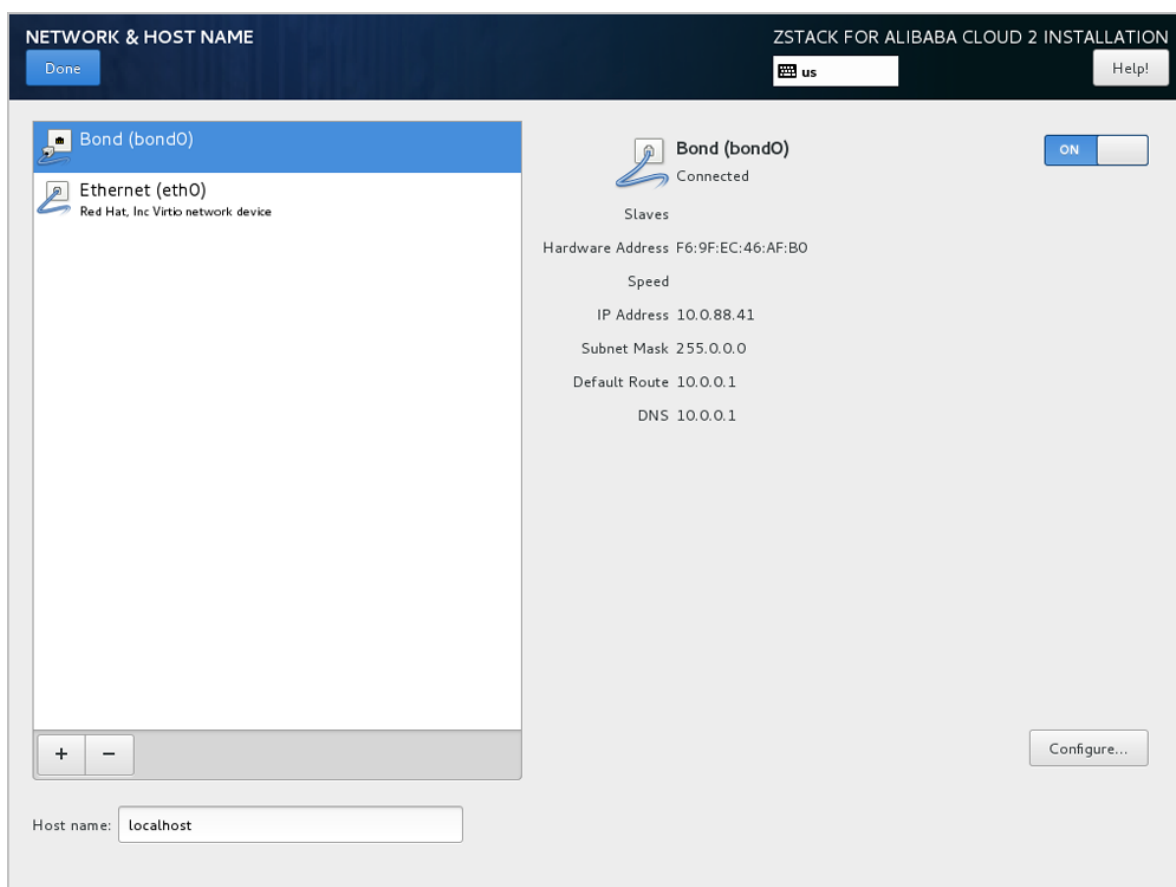 NETWORK & HOST NAME
ZSTACK FOR ALIBABA CLOUD 2 INSTALLATION
Done
us
Help!
Bond (bond0)
Ethernet (eth0)
Red Hat, Inc Virtio network device
Bond (bond0)
Connected
ON
Slaves
Hardware Address F6:9F:EC:46:AF:B0
Speed
IP Address 10.0.88.41
Subnet Mask 255.0.0.0
Default Route 10.0.0.1
DNS 10.0.0.1
+ −
Configure...
Host name: localhost